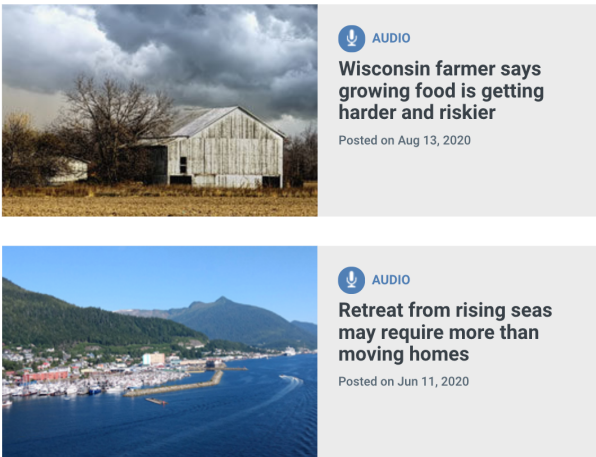 AUDIO
Wisconsin farmer says
growing food is getting
harder and riskier
Posted on Aug 13, 2020
AUDIO
Retreat from rising seas
may require more than
moving homes
Posted on Jun 11, 2020